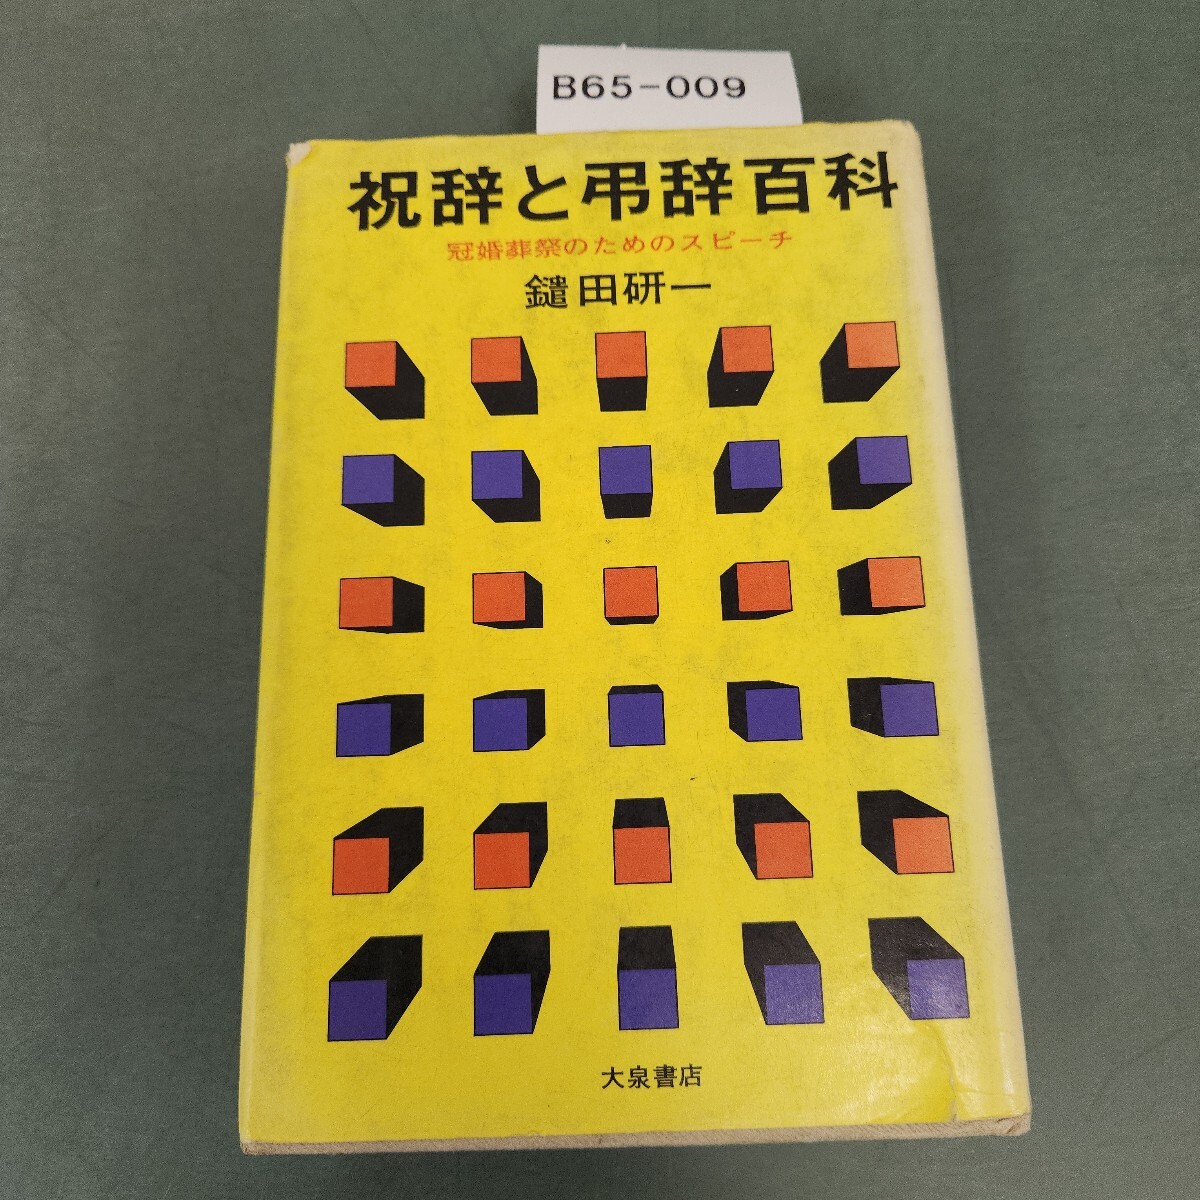 B65-009
祝辞と弔辞百科
冠婚葬祭のためのスピーチ
鑓田研一
大泉書店